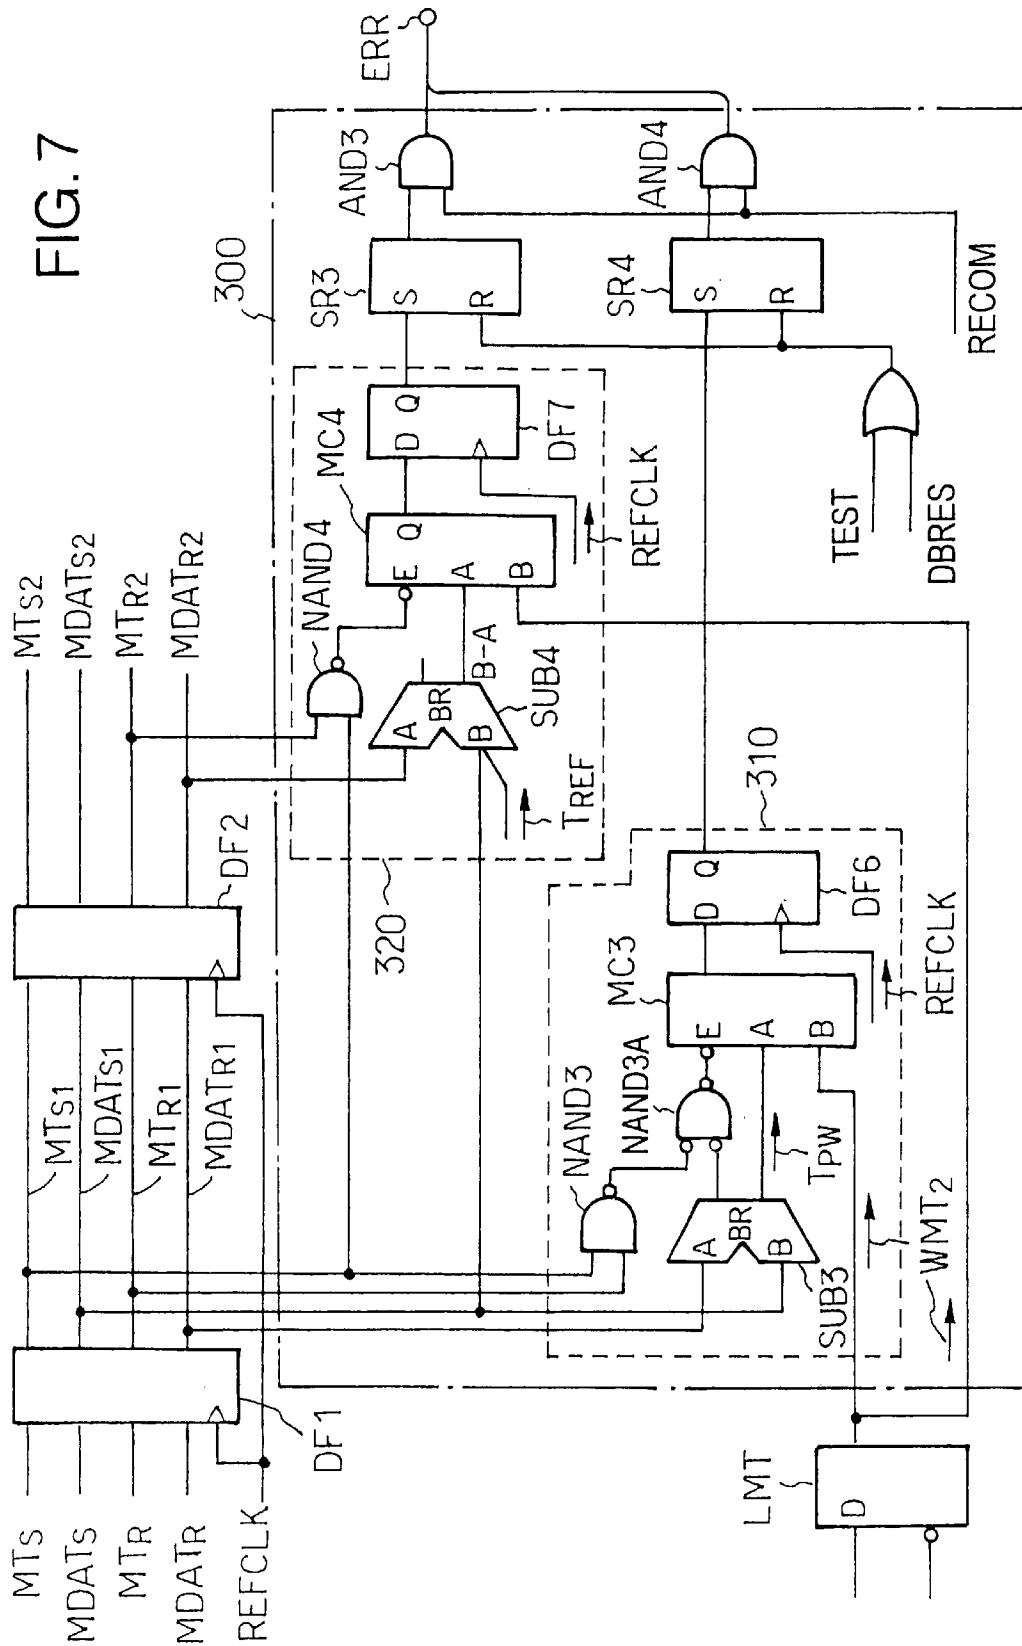 FIG. 7
MTS
MDATS
MTR
MDATR
REFCLK
DF1
MTS1
MDATS1
MTR1
MDATR1
DF2
MTS2
MDATS2
MTR2
MDATR2
300
320
NAND4
MC4
E
Q
A
B
A
BR
B
B-A
SUB4
TREF
D
Q
DF7
REFCLK
SR3
S
R
AND3
ERR
310
NAND3
NAND3A
MC3
E
A
B
A
BR
B
SUB3
TPW
D
Q
DF6
REFCLK
SR4
S
R
AND4
RECOM
TEST
DBRES
LMT
D
WMT2